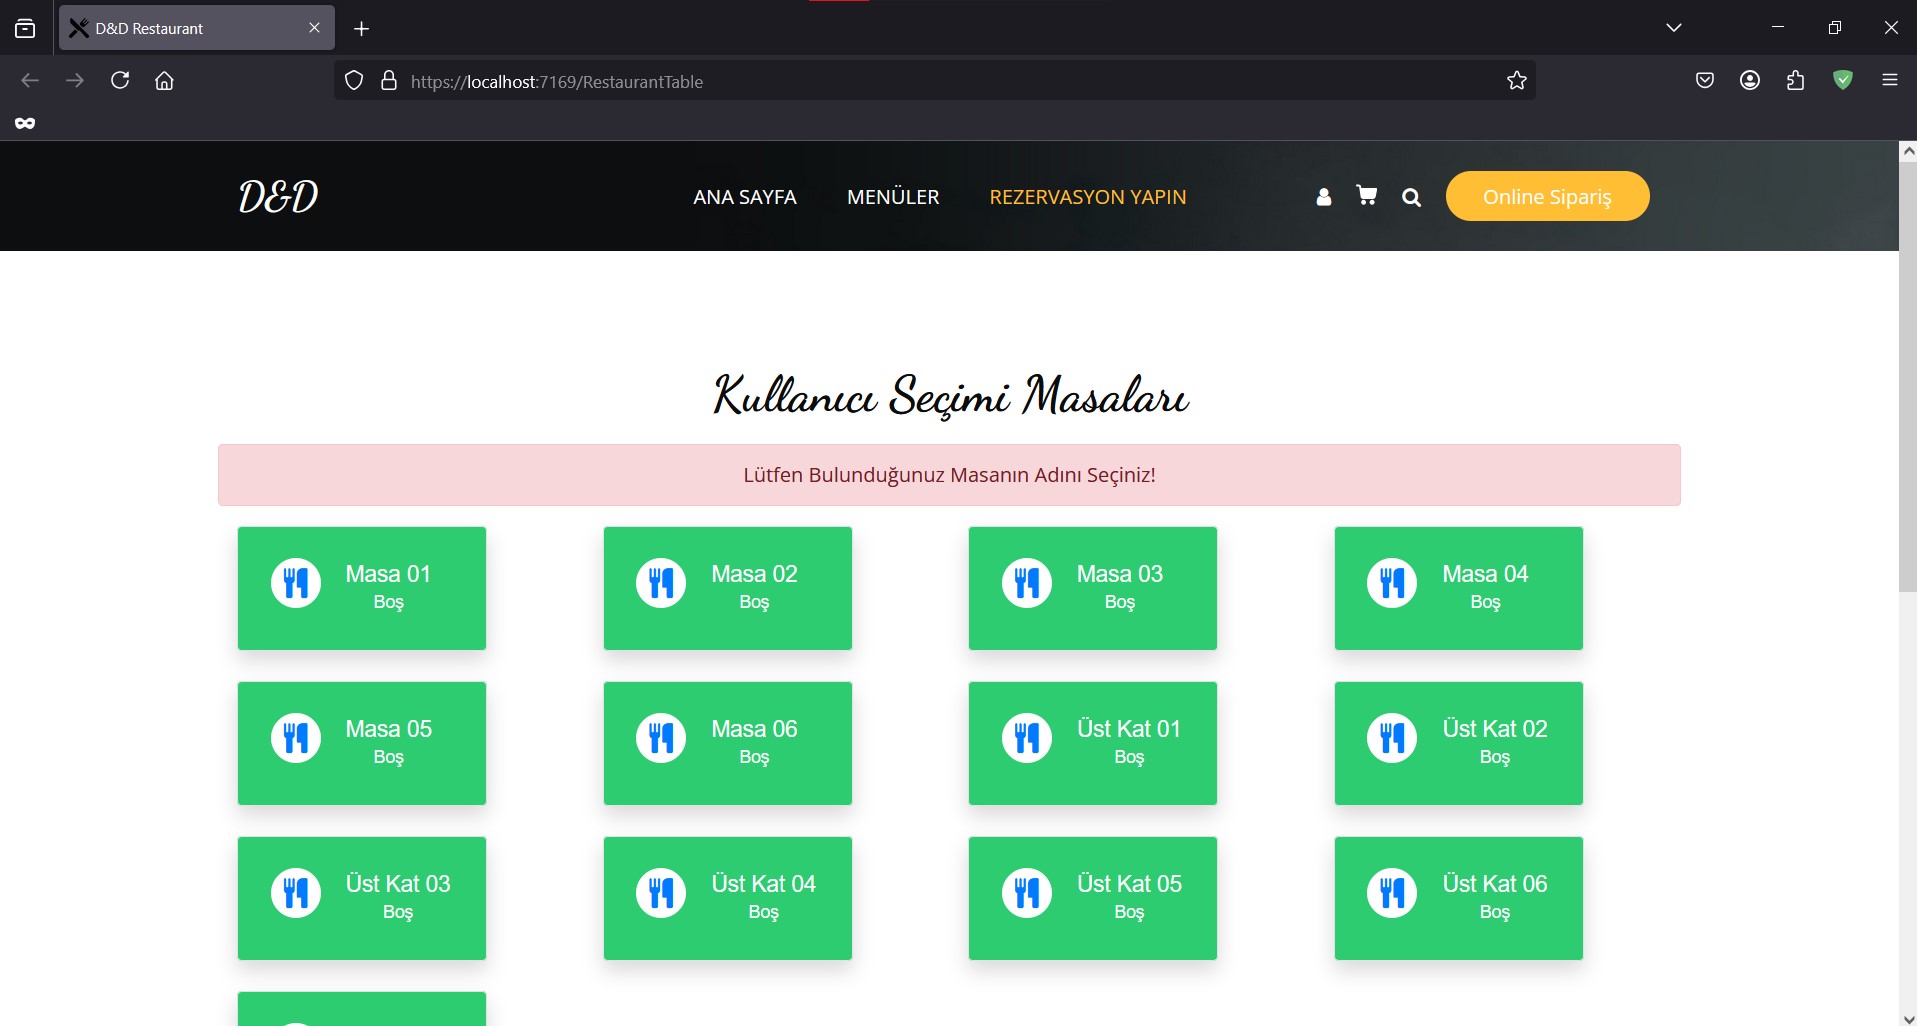 D&D Restaurant
https://localhost:7169/RestaurantTable
D&D
ANA SAYFA
MENÜLER
REZERVASYON YAPIN
Online Sipariş
Kullanıcı Seçimi Masaları
Lütfen Bulunduğunuz Masanın Adını Seçiniz!
Masa 01
Boş
Masa 02
Boş
Masa 03
Boş
Masa 04
Boş
Masa 05
Boş
Masa 06
Boş
Üst Kat 01
Boş
Üst Kat 02
Boş
Üst Kat 03
Boş
Üst Kat 04
Boş
Üst Kat 05
Boş
Üst Kat 06
Boş